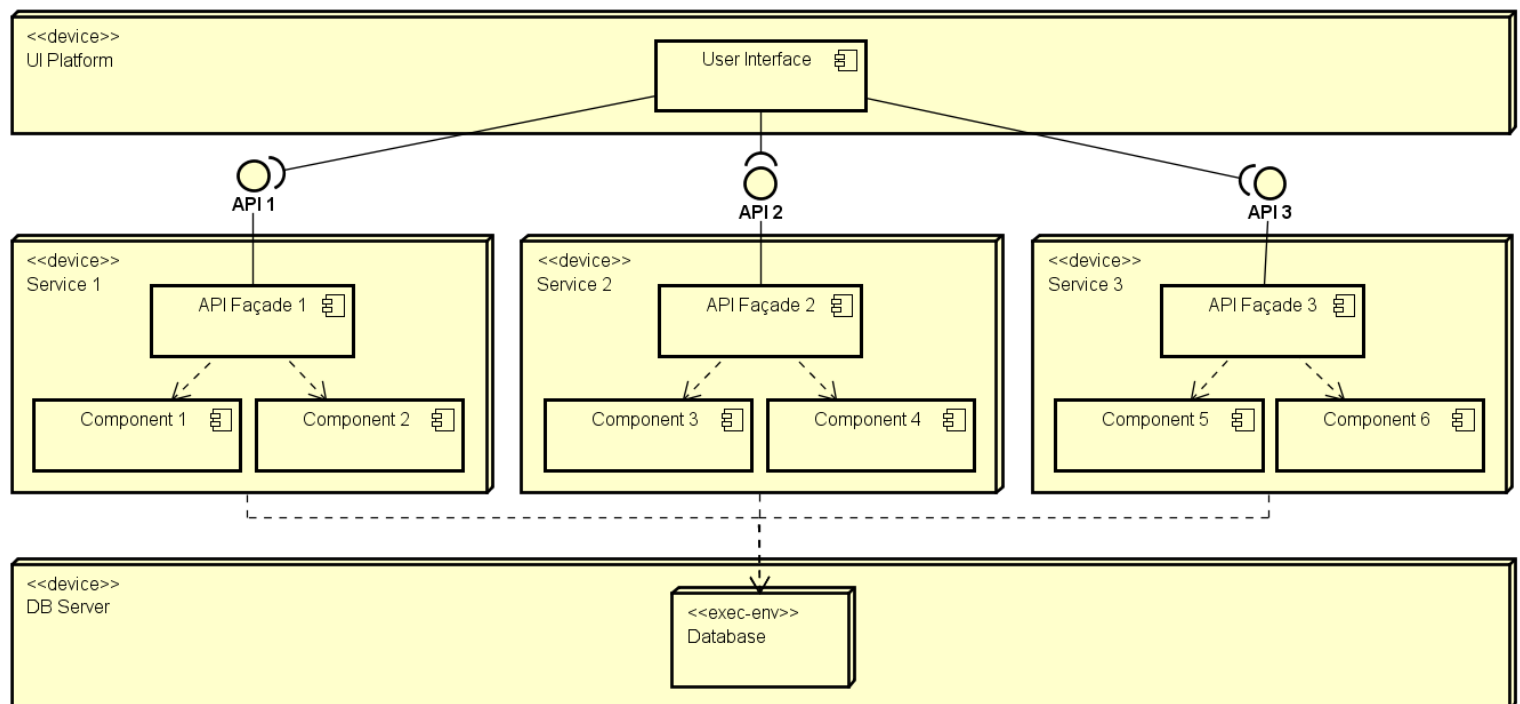 <<device>>
UI Platform
User Interface
API 1
API 2
API 3
<<device>>
Service 1
API Façade 1
Component 1
Component 2
<<device>>
Service 2
API Façade 2
Component 3
Component 4
<<device>>
Service 3
API Façade 3
Component 5
Component 6
<<device>>
DB Server
<<exec-env>>
Database